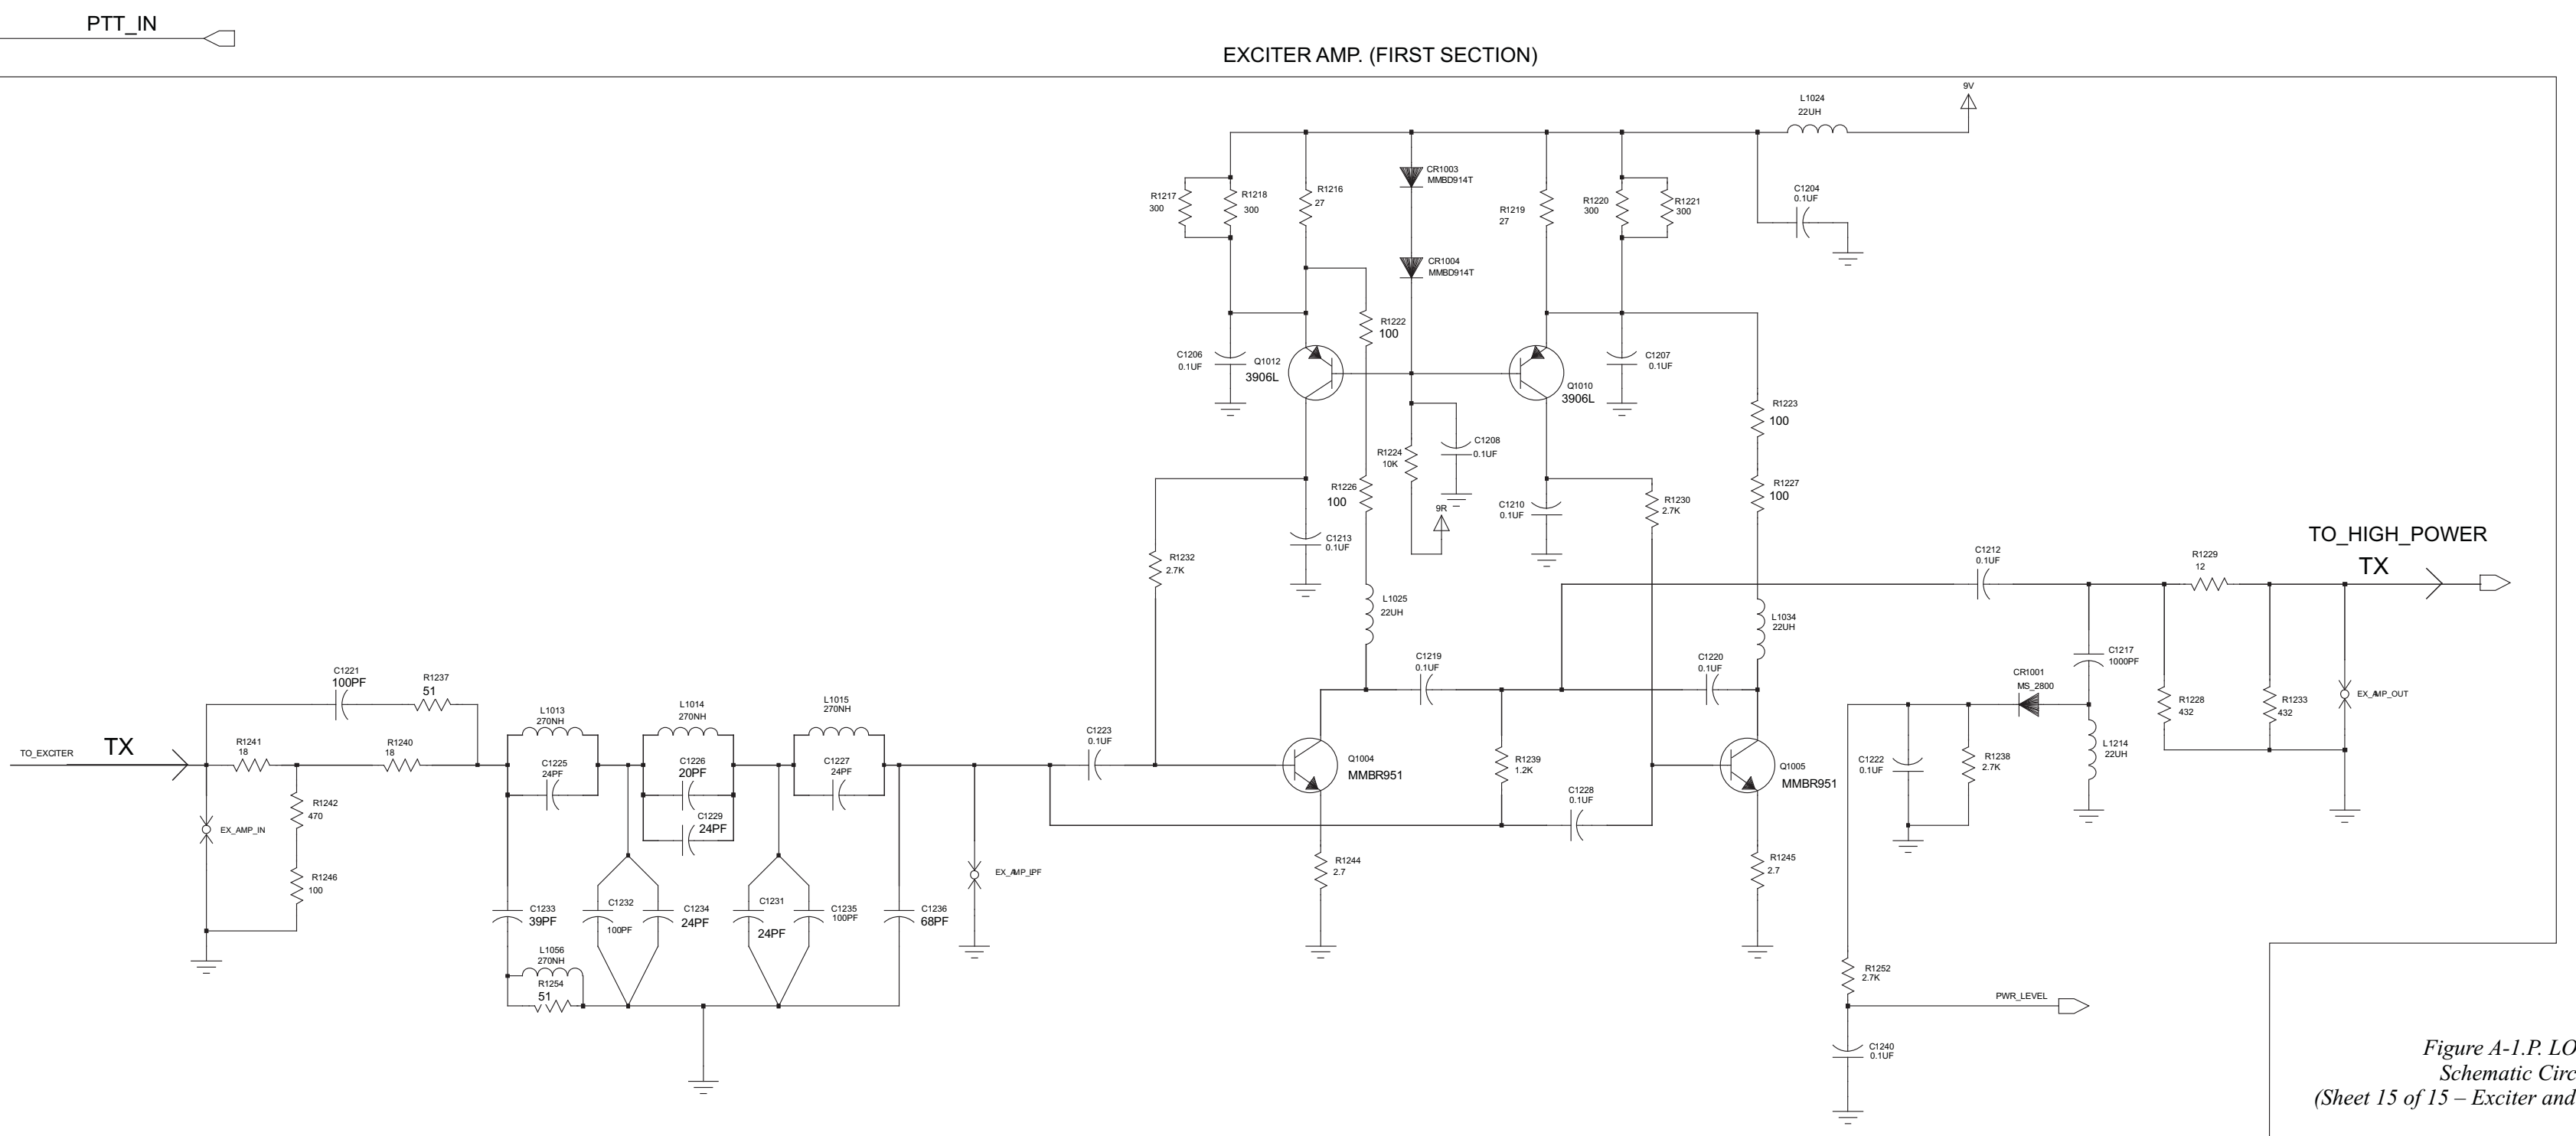 PTT_IN
EXCITER AMP. (FIRST SECTION)
9V
L1024
22UH
CR1003
MMBD914T
R1217
300
R1218
300
R1216
27
R1219
27
R1220
300
R1221
300
C1204
0.1UF
CR1004
MMBD914T
R1222
100
C1206
0.1UF
Q1012
3906L
C1207
0.1UF
Q1010
3906L
R1223
100
C1208
0.1UF
R1224
10K
R1226
100
R1227
100
9R
C1210
0.1UF
R1230
2.7K
C1213
0.1UF
R1232
2.7K
TO_HIGH_POWER
TX
C1212
0.1UF
R1229
12
L1025
22UH
L1034
22UH
C1219
0.1UF
C1220
0.1UF
C1217
1000PF
CR1001
MS_2800
R1228
432
R1233
432
EX_AMP_OUT
C1221
100PF
R1237
51
L1013
270NH
L1014
270NH
L1015
270NH
TO_EXCITER
TX
R1241
18
R1240
18
C1225
24PF
C1226
20PF
C1227
24PF
C1223
0.1UF
Q1004
MMBR951
R1239
1.2K
Q1005
MMBR951
C1222
0.1UF
R1238
2.7K
L1214
22UH
C1228
0.1UF
R1242
470
EX_AMP_IN
C1229
24PF
R1246
100
EX_AMP_LPF
R1244
2.7
R1245
2.7
C1233
39PF
C1232
100PF
C1234
24PF
C1231
24PF
C1235
100PF
C1236
68PF
L1056
270NH
R1254
51
R1252
2.7K
PWR_LEVEL
C1240
0.1UF
Figure A-1.P. LO
Schematic Circ
(Sheet 15 of 15 – Exciter and